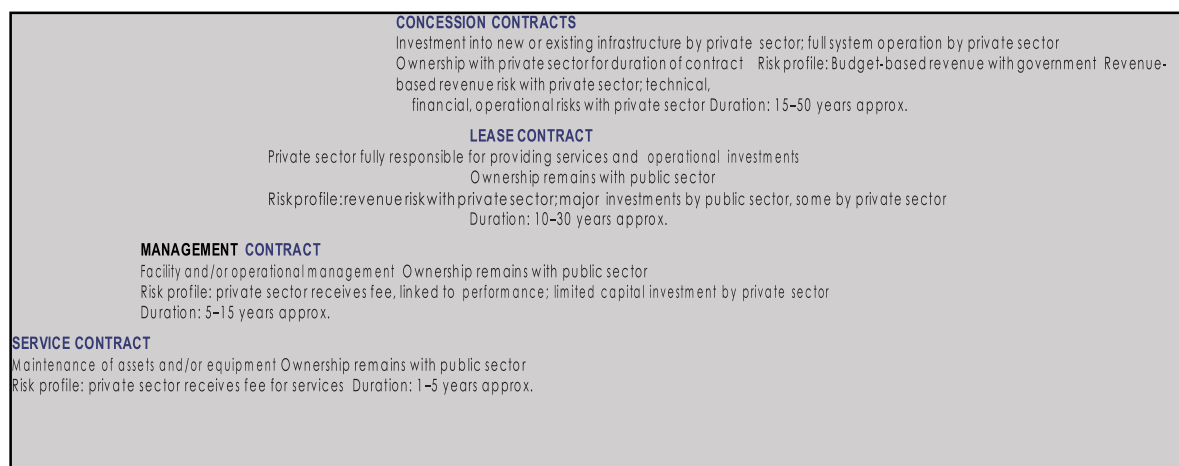 CONCESSION CONTRACTS
Investment into new or existing infrastructure by private sector; full system operation by private sector
Ownership with private sector for duration of contract Risk profile: Budget-based revenue with government Revenue-
based revenue risk with private sector; technical,
financial, operational risks with private sector Duration: 15–50 years approx.
LEASE CONTRACT
Private sector fully responsible for providing services and operational investments
Ownership remains with public sector
Risk profile: revenue risk with private sector; major investments by public sector, some by private sector
Duration: 10–30 years approx.
MANAGEMENT CONTRACT
Facility and/or operational management Ownership remains with public sector
Risk profile: private sector receives fee, linked to performance; limited capital investment by private sector
Duration: 5–15 years approx.
SERVICE CONTRACT
Maintenance of assets and/or equipment Ownership remains with public sector
Risk profile: private sector receives fee for services Duration: 1–5 years approx.